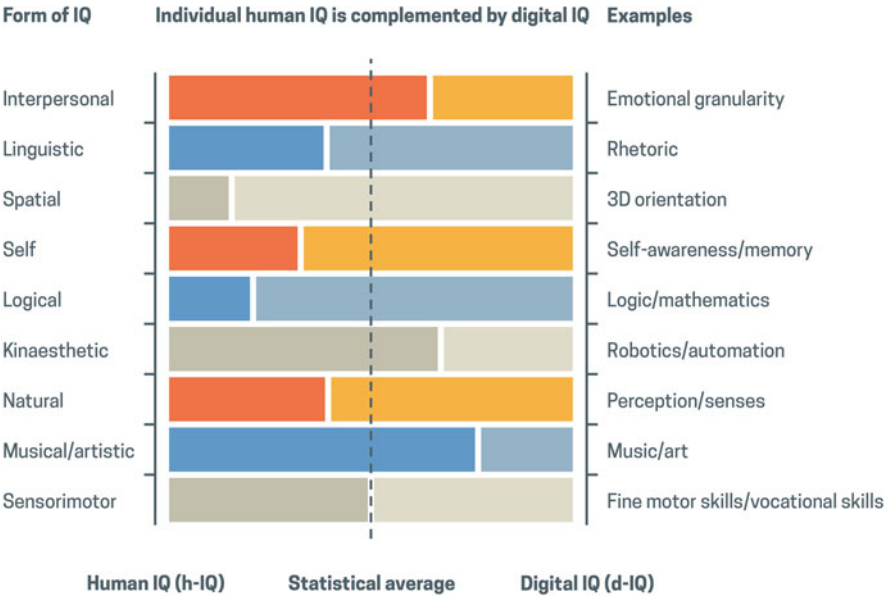 Form of IQ Individual human IQ is complemented by digital IQ Examples
Interpersonal Emotional granularity
Linguistic Rhetoric
Spatial 3D orientation
Self Self-awareness/memory
Logical Logic/mathematics
Kinaesthetic Robotics/automation
Natural Perception/senses
Musical/artistic Music/art
Sensorimotor Fine motor skills/vocational skills
Human IQ (h-IQ) Statistical average Digital IQ (d-IQ)